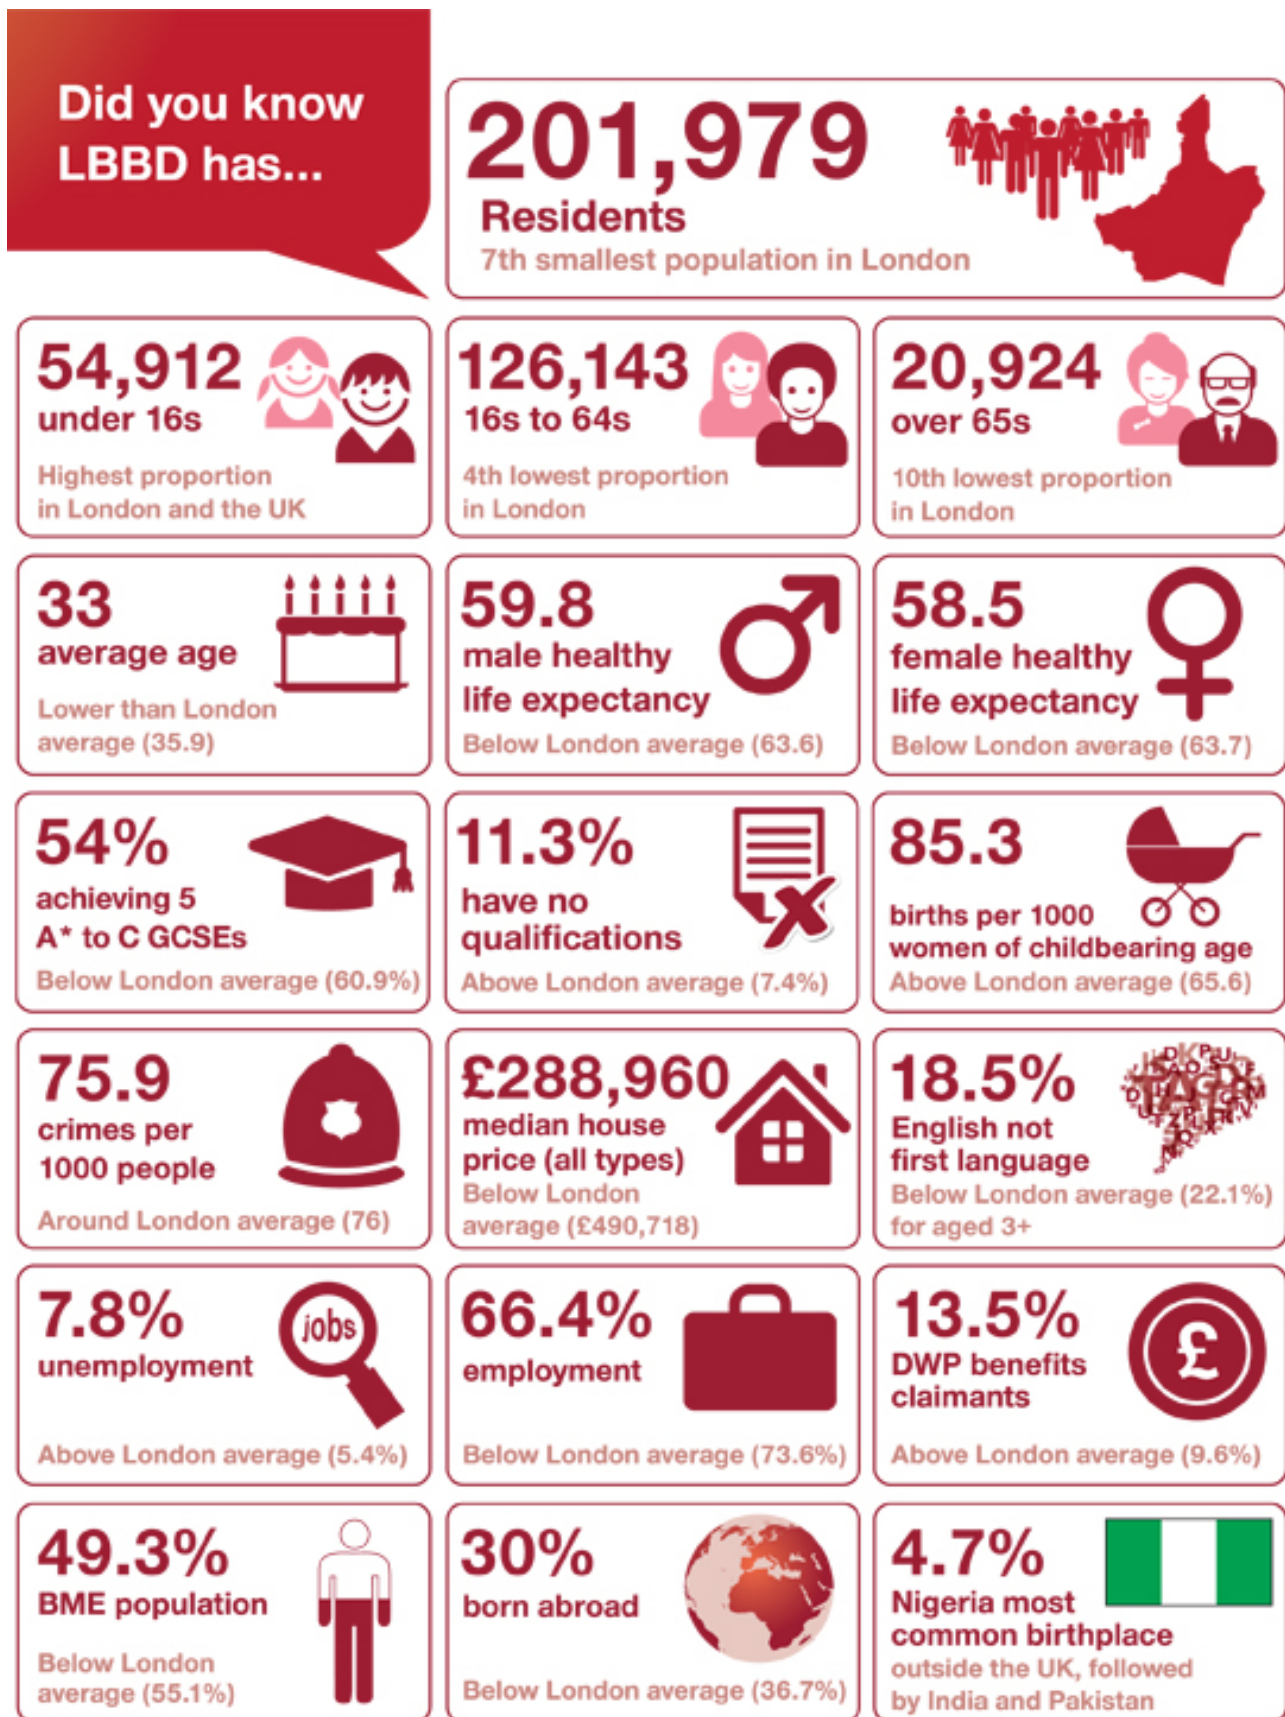 Did you know
LBBD has...
201,979
Residents
7th smallest population in London
54,912
under 16s
Highest proportion
in London and the UK
126,143
16s to 64s
4th lowest proportion
in London
20,924
over 65s
10th lowest proportion
in London
33
average age
Lower than London
average (35.9)
59.8
male healthy
life expectancy
Below London average (63.6)
58.5
female healthy
life expectancy
Below London average (63.7)
54%
achieving 5
A* to C GCSEs
Below London average (60.9%)
11.3%
have no
qualifications
Above London average (7.4%)
85.3
births per 1000
women of childbearing age
Above London average (65.6)
75.9
crimes per
1000 people
Around London average (76)
£288,960
median house
price (all types)
Below London
average (£490,718)
18.5%
English not
first language
Below London average (22.1%)
for aged 3+
7.8%
unemployment
jobs
Above London average (5.4%)
66.4%
employment
Below London average (73.6%)
13.5%
DWP benefits
claimants
£
Above London average (9.6%)
49.3%
BME population
Below London
average (55.1%)
30%
born abroad
Below London average (36.7%)
4.7%
Nigeria most
common birthplace
outside the UK, followed
by India and Pakistan